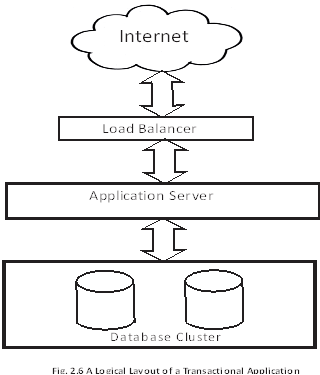 Internet
Load Balancer
Application Server
Database Cluster
Fig. 2.6 A Logical Layout of a Transactional Application